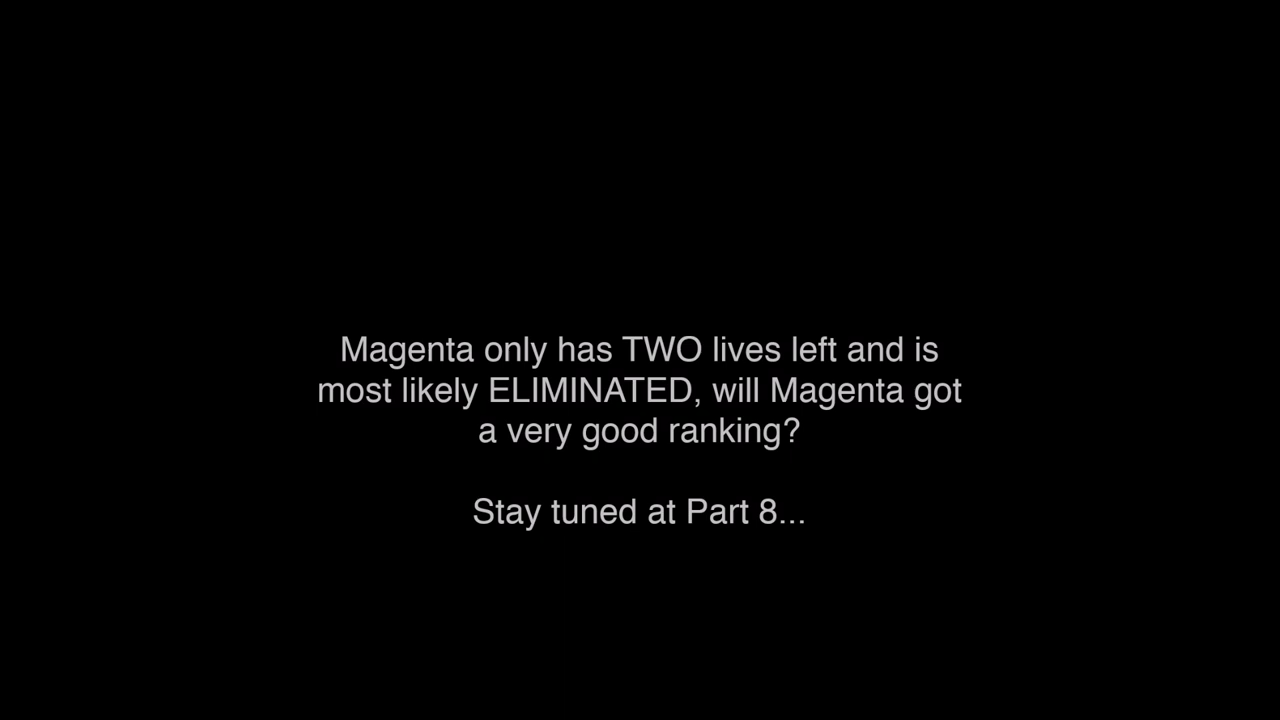 Magenta only has TWO lives left and is
most likely ELIMINATED, will Magenta got
a very good ranking?
Stay tuned at Part 8...